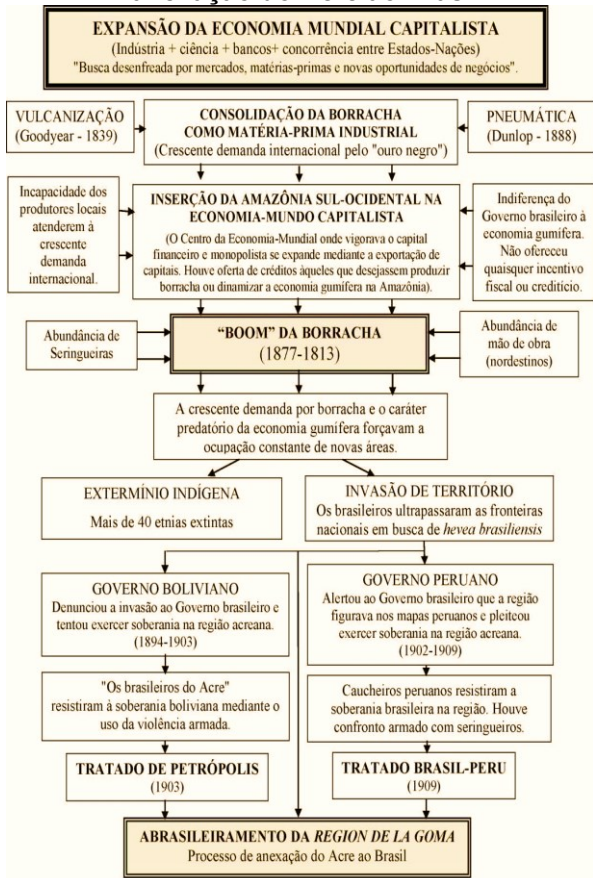 EXPANSÃO DA ECONOMIA MUNDIAL CAPITALISTA
(Indústria + ciência + bancos+ concorrência entre Estados-Nações)
"Busca desenfreada por mercados, matérias-primas e novas oportunidades de negócios".
VULCANIZAÇÃO
(Goodyear - 1839)
CONSOLIDAÇÃO DA BORRACHA
COMO MATÉRIA-PRIMA INDUSTRIAL
(Crescente demanda internacional pelo "ouro negro")
PNEUMÁTICA
(Dunlop - 1888)
Incapacidade dos
produtores locais
atenderem à
crescente
demanda
internacional.
INSERÇÃO DA AMAZÔNIA SUL-OCIDENTAL NA
ECONOMIA-MUNDO CAPITALISTA
(O Centro da Economia-Mundial onde vigorava o capital
financeiro e monopolista se expande mediante a exportação de
capitais. Houve oferta de créditos àqueles que desejassem produzir
borracha ou dinamizar a economia gumífera na Amazônia).
Indiferença do
Governo brasileiro à
economia gumífera.
Não ofereceu
quaisquer incentivo
fiscal ou creditício.
Abundância de
Seringueiras
“BOOM” DA BORRACHA
(1877-1813)
Abundância de
mão de obra
(nordestinos)
A crescente demanda por borracha e o caráter
predatório da economia gumífera forçavam a
ocupação constante de novas áreas.
EXTERMÍNIO INDÍGENA
Mais de 40 etnias extintas
INVASÃO DE TERRITÓRIO
Os brasileiros ultrapassaram as fronteiras
nacionais em busca de hevea brasiliensis
GOVERNO BOLIVIANO
Denunciou a invasão ao Governo brasileiro e
tentou exercer soberania na região acreana.
(1894-1903)
GOVERNO PERUANO
Alertou ao Governo brasileiro que a região
figurava nos mapas peruanos e pleiteou
exercer soberania na região acreana.
(1902-1909)
"Os brasileiros do Acre"
resistiram à soberania boliviana mediante o
uso da violência armada.
Caucheiros peruanos resistiram a
soberania brasileira na região. Houve
confronto armado com seringueiros.
TRATADO DE PETRÓPOLIS
(1903)
TRATADO BRASIL-PERU
(1909)
ABRASILEIRAMENTO DA REGION DE LA GOMA
Processo de anexação do Acre ao Brasil